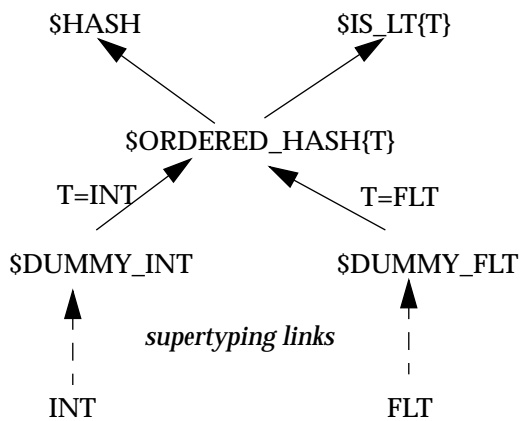 $HASH $IS_LT{T}
$ORDERED_HASH{T}
T=INT T=FLT
$DUMMY_INT $DUMMY_FLT
supertyping links
INT FLT